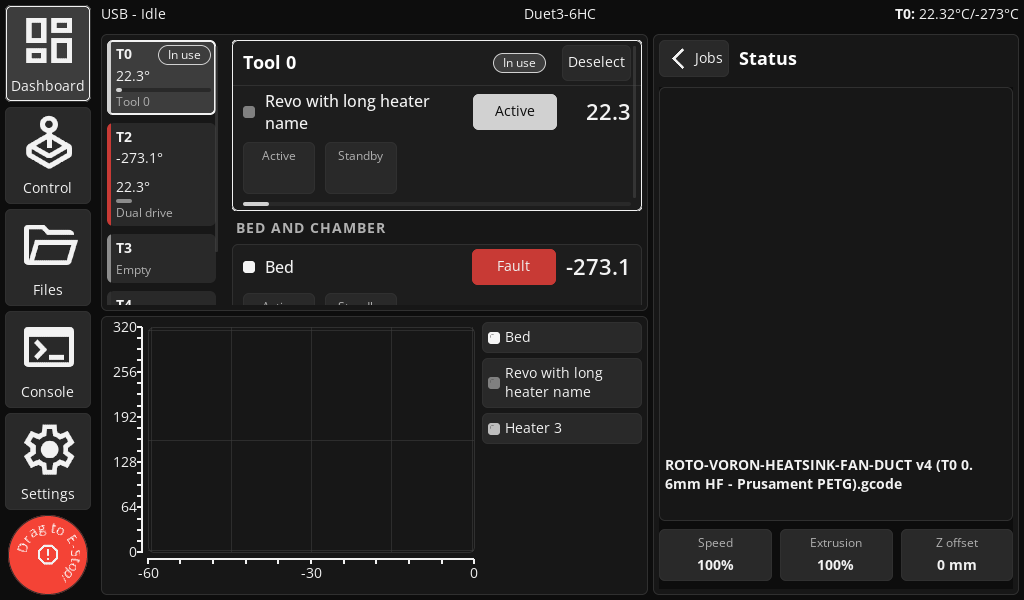 USB - Idle
Duet3-6HC
T0: 22.32°C/-273°C
Dashboard
Control
Files
Console
Settings
Drag to E-Stop!
T0
In use
22.3°
Tool 0
T2
-273.1°
22.3°
Dual drive
T3
Empty
T4
Tool 0
In use
Deselect
Revo with long heater
name
Active
22.3
Active
Standby
BED AND CHAMBER
Bed
Fault
-273.1
320
256
192
128
64
0
-60
-30
0
Bed
Revo with long
heater name
Heater 3
Jobs
Status
ROTO-VORON-HEATSINK-FAN-DUCT v4 (T0 0.
6mm HF - Prusament PETG).gcode
Speed
100%
Extrusion
100%
Z offset
0 mm